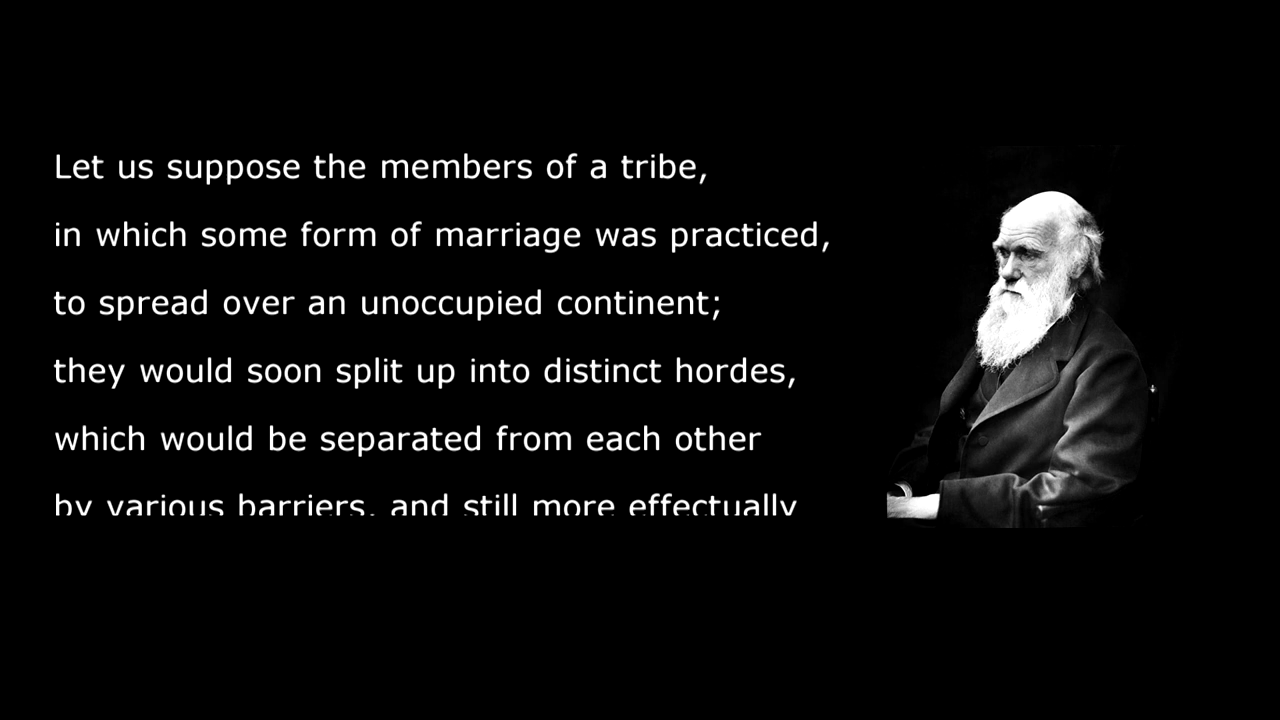 Let us suppose the members of a tribe,
in which some form of marriage was practiced,
to spread over an unoccupied continent;
they would soon split up into distinct hordes,
which would be separated from each other
by various barriers, and still more effectually